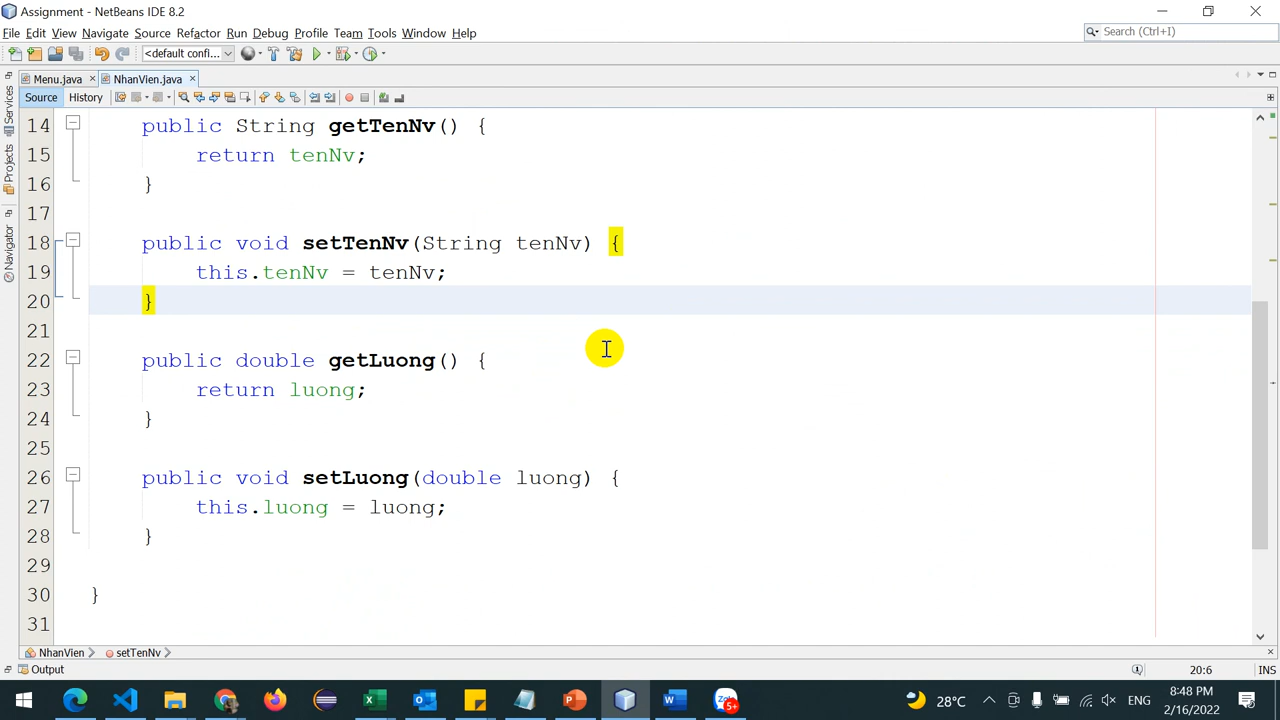 Assignment - NetBeans IDE 8.2
File Edit View Navigate Source Refactor Run Debug Profile Team Tools Window Help
Search (Ctrl+I)
<default confi...
Menu.java NhanVien.java
Source History
Services
Projects
Navigator
14 public String getTenNv() {
15 return tenNv;
16 }
17
18 public void setTenNv(String tenNv) {
19 this.tenNv = tenNv;
20 }
21
22 public double getLuong() {
23 return luong;
24 }
25
26 public void setLuong(double luong) {
27 this.luong = luong;
28 }
29
30 }
31
NhanVien setTenNv
Output
20:6 INS
28°C ENG 8:48 PM
2/16/2022
5+